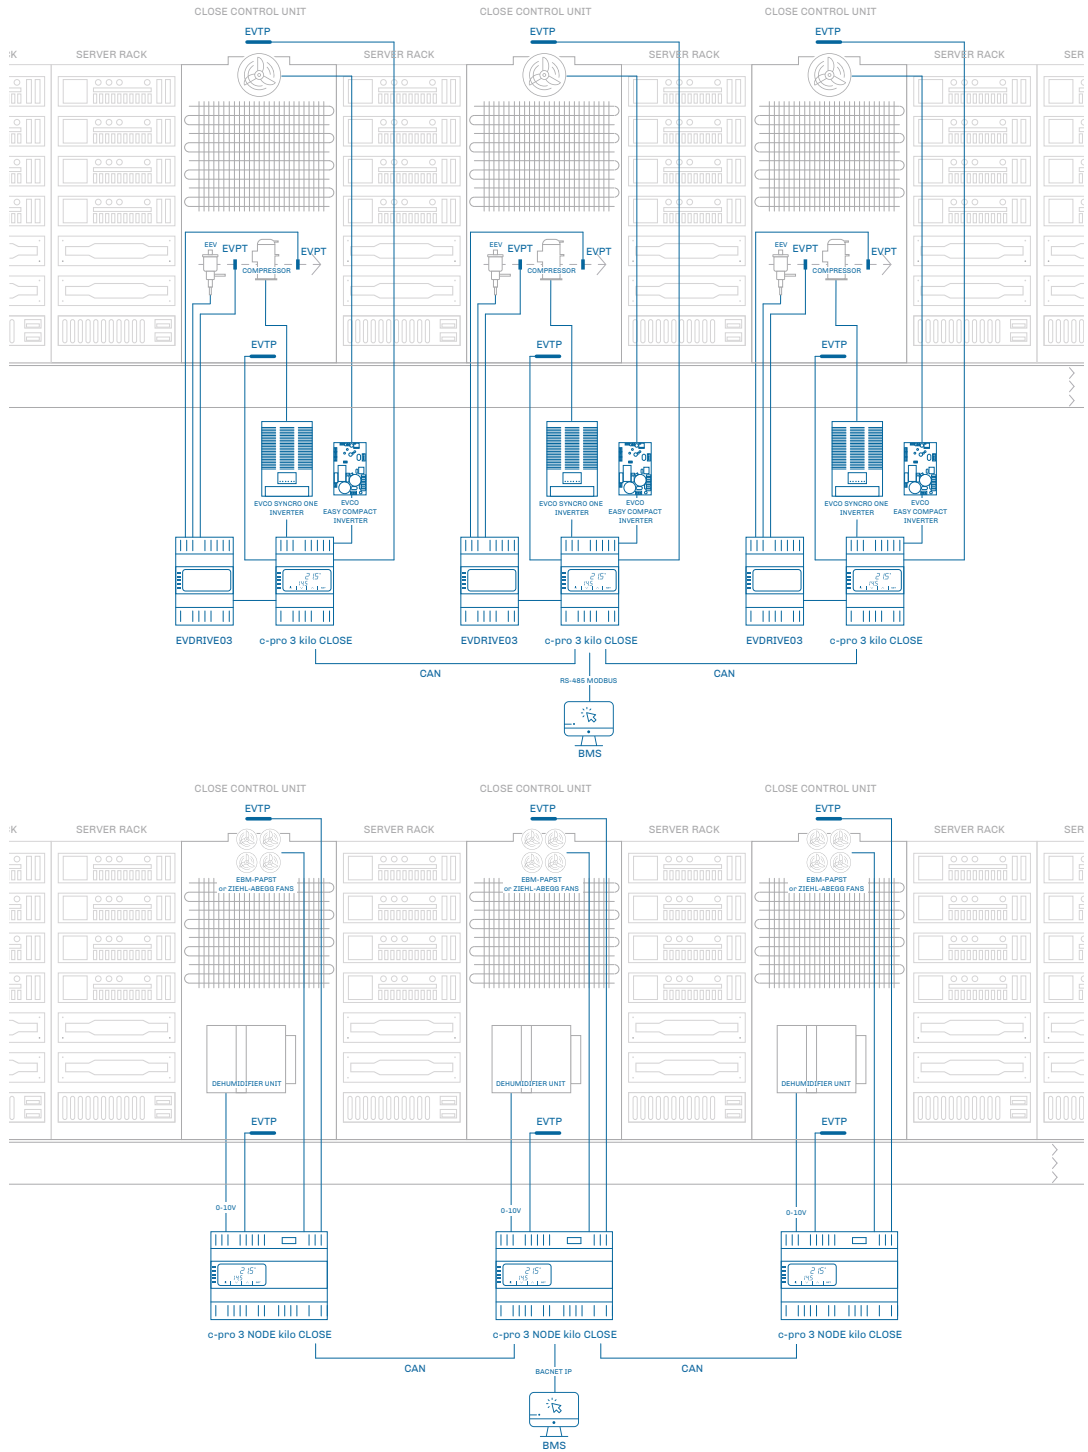 CLOSE CONTROL UNIT
CLOSE CONTROL UNIT
CLOSE CONTROL UNIT
EVTP
EVTP
EVTP
K
SERVER RACK
SERVER RACK
SERVER RACK
SERVER RACK
SER
EEV
EVPT
EVPT
COMPRESSOR
EEV
EVPT
EVPT
COMPRESSOR
EEV
EVPT
EVPT
COMPRESSOR
EVTP
EVTP
EVTP
EVCO SYNCRO ONE
INVERTER
EVCO
EASY COMPACT
INVERTER
EVCO SYNCRO ONE
INVERTER
EVCO
EASY COMPACT
INVERTER
EVCO SYNCRO ONE
INVERTER
EVCO
EASY COMPACT
INVERTER
EVDRIVE03
c-pro 3 kilo CLOSE
EVDRIVE03
c-pro 3 kilo CLOSE
EVDRIVE03
c-pro 3 kilo CLOSE
CAN
CAN
RS-485 MODBUS
BMS
CLOSE CONTROL UNIT
CLOSE CONTROL UNIT
CLOSE CONTROL UNIT
EVTP
EVTP
EVTP
K
SERVER RACK
SERVER RACK
SERVER RACK
SERVER RACK
SER
EBM-PAPST
or ZIEHL-ABEGG FANS
EBM-PAPST
or ZIEHL-ABEGG FANS
EBM-PAPST
or ZIEHL-ABEGG FANS
DEHUMIDIFIER UNIT
DEHUMIDIFIER UNIT
DEHUMIDIFIER UNIT
EVTP
EVTP
EVTP
0-10V
0-10V
0-10V
c-pro 3 NODE kilo CLOSE
c-pro 3 NODE kilo CLOSE
c-pro 3 NODE kilo CLOSE
CAN
CAN
BACNET IP
BMS